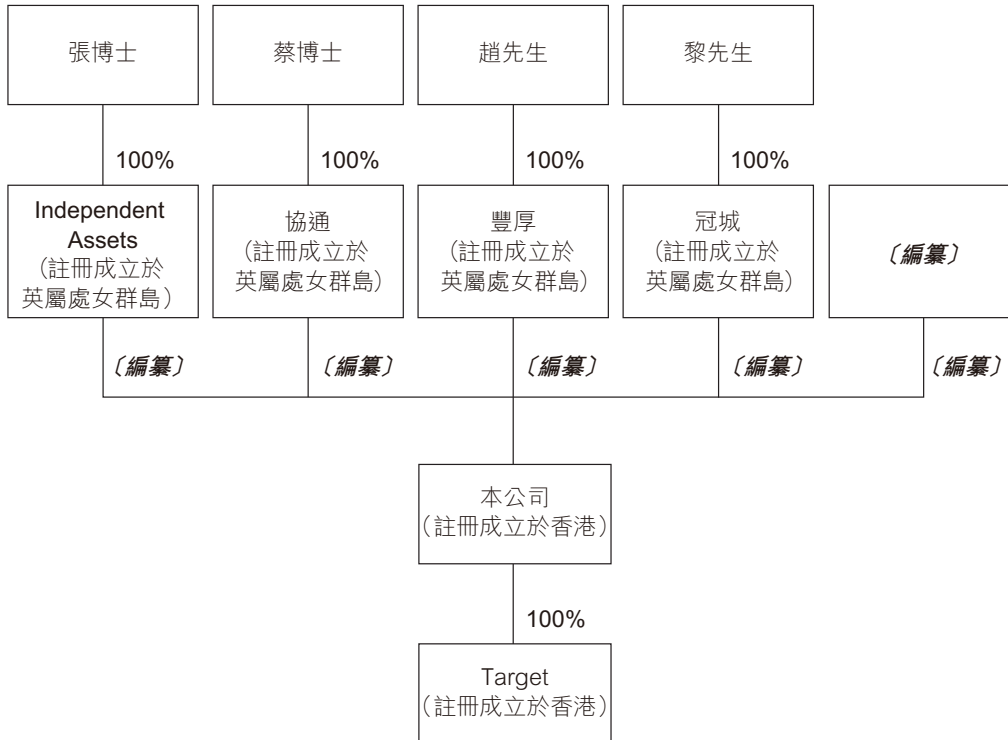 張博士
蔡博士
趙先生
黎先生
100%
100%
100%
100%
Independent
Assets
(註冊成立於
英屬處女群島)
協通
(註冊成立於
英屬處女群島)
豐厚
(註冊成立於
英屬處女群島)
冠城
(註冊成立於
英屬處女群島)
〔編纂〕
〔編纂〕
〔編纂〕
〔編纂〕
〔編纂〕
〔編纂〕
本公司
(註冊成立於香港)
100%
Target
(註冊成立於香港)